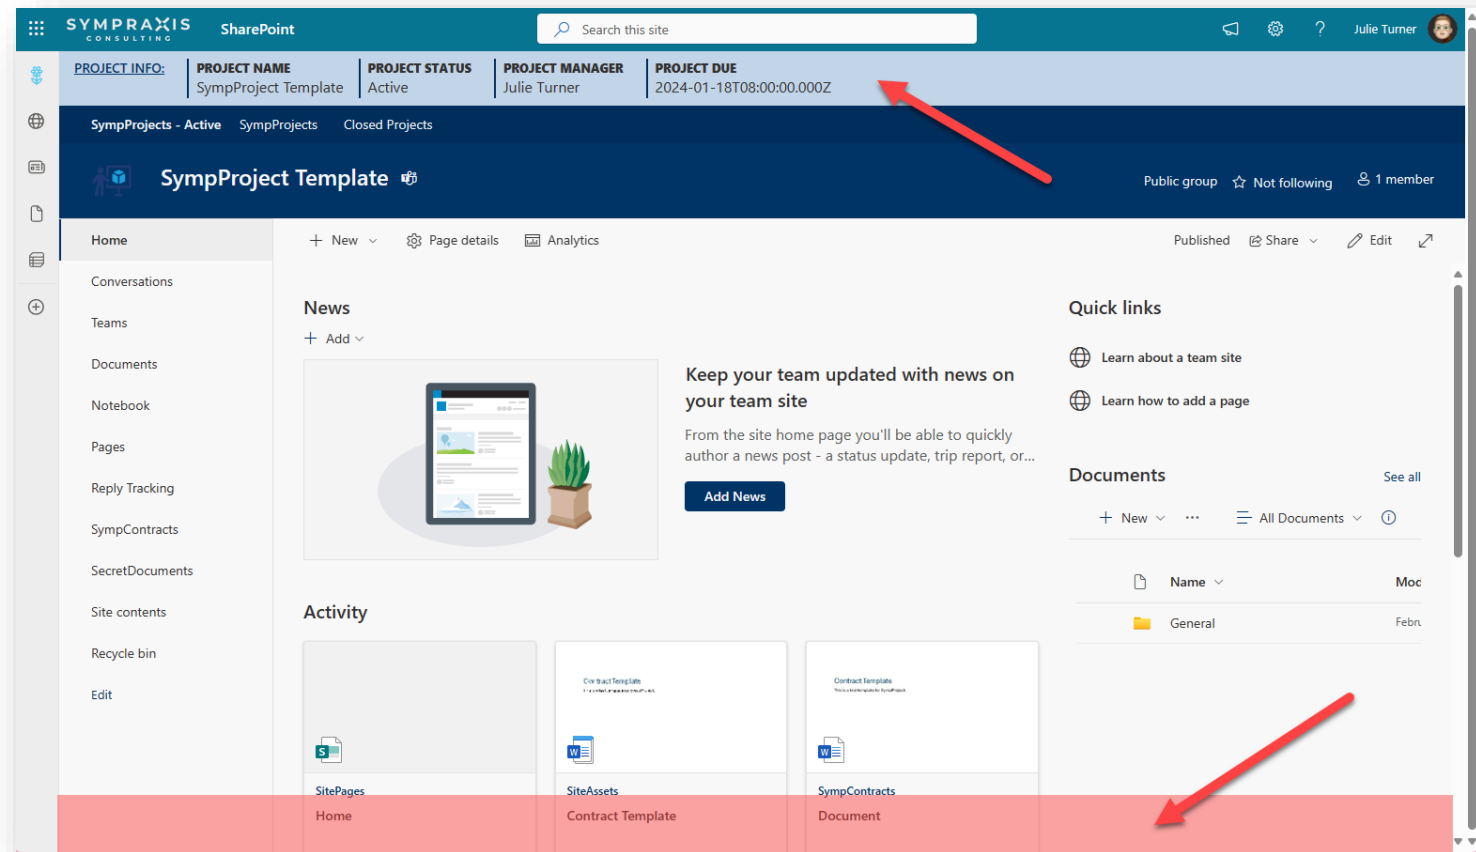 SYMPRAXIS
CONSULTING
SharePoint
Search this site
?
Julie Turner
PROJECT INFO:
PROJECT NAME
SympProject Template
PROJECT STATUS
Active
PROJECT MANAGER
Julie Turner
PROJECT DUE
2024-01-18T08:00:00.000Z
SympProjects - Active SympProjects Closed Projects
SympProject Template
Public group Not following 1 member
Home
Conversations
Teams
Documents
Notebook
Pages
Reply Tracking
SympContracts
SecretDocuments
Site contents
Recycle bin
Edit
+ New Page details Analytics
Published Share Edit
News
+ Add
Keep your team updated with news on
your team site
From the site home page you'll be able to quickly
author a news post - a status update, trip report, or...
Add News
Quick links
Learn about a team site
Learn how to add a page
Documents
See all
+ New ... All Documents
Name Mod
General Febru
Activity
Contract Template
Contract Template
S
W
W
SitePages
Home
SiteAssets
Contract Template
SympContracts
Document